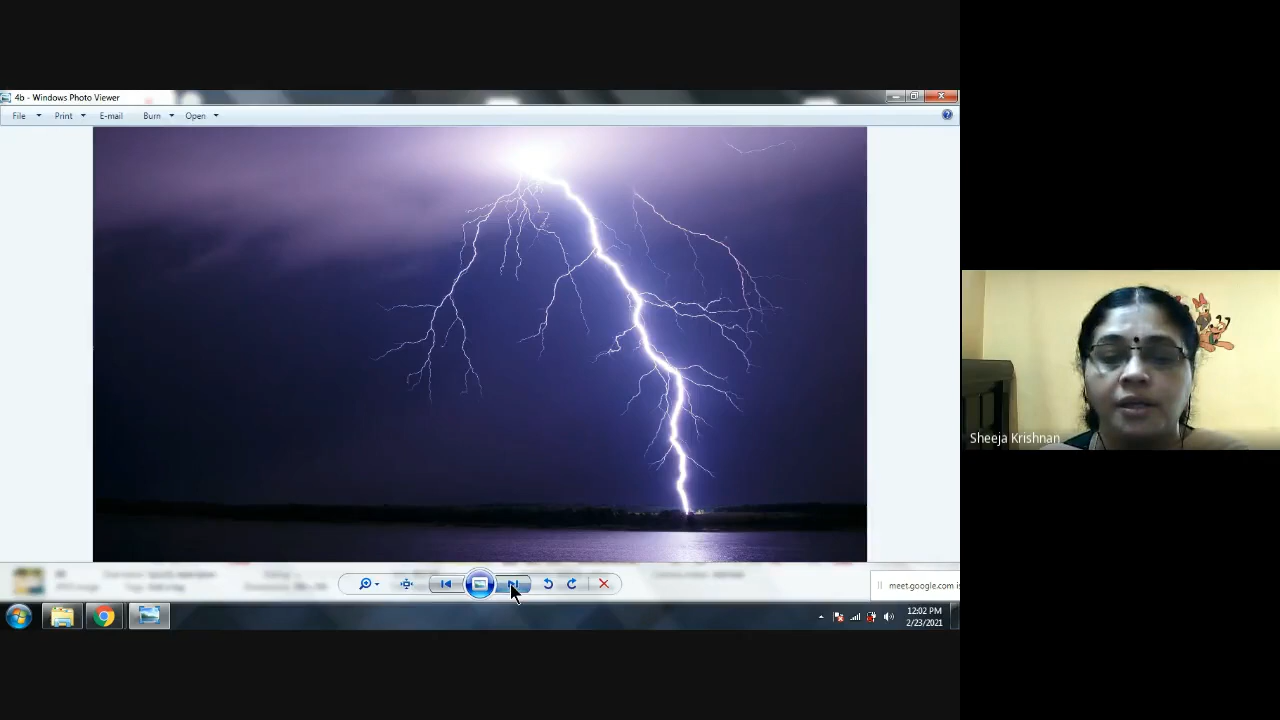 4b - Windows Photo Viewer
File Print E-mail Burn Open
Sheeja Krishnan
meet.google.com is
12:02 PM
2/23/2021